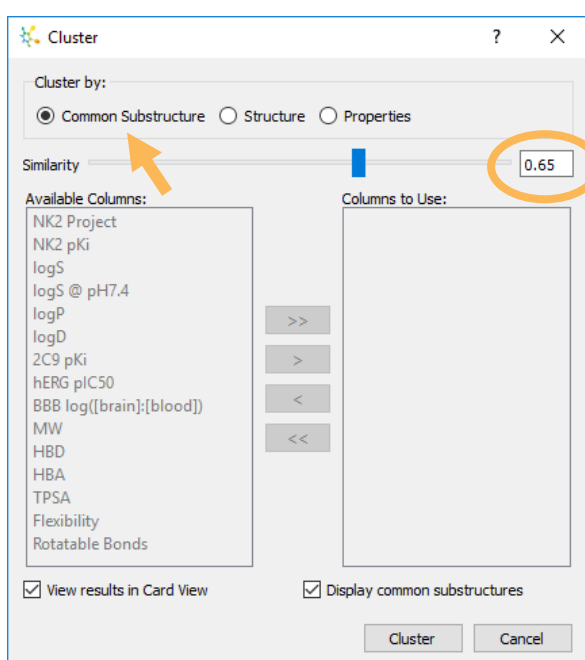 Cluster
?
Cluster by:
Common Substructure Structure Properties
Similarity 0.65
Available Columns: Columns to Use:
NK2 Project
NK2 pKi
logS
logS @ pH7.4
logP
logD
2C9 pKi
hERG pIC50
BBB log([brain]:[blood])
MW
HBD
HBA
TPSA
Flexibility
Rotatable Bonds
>>
>
<
<<
View results in Card View Display common substructures
Cluster Cancel